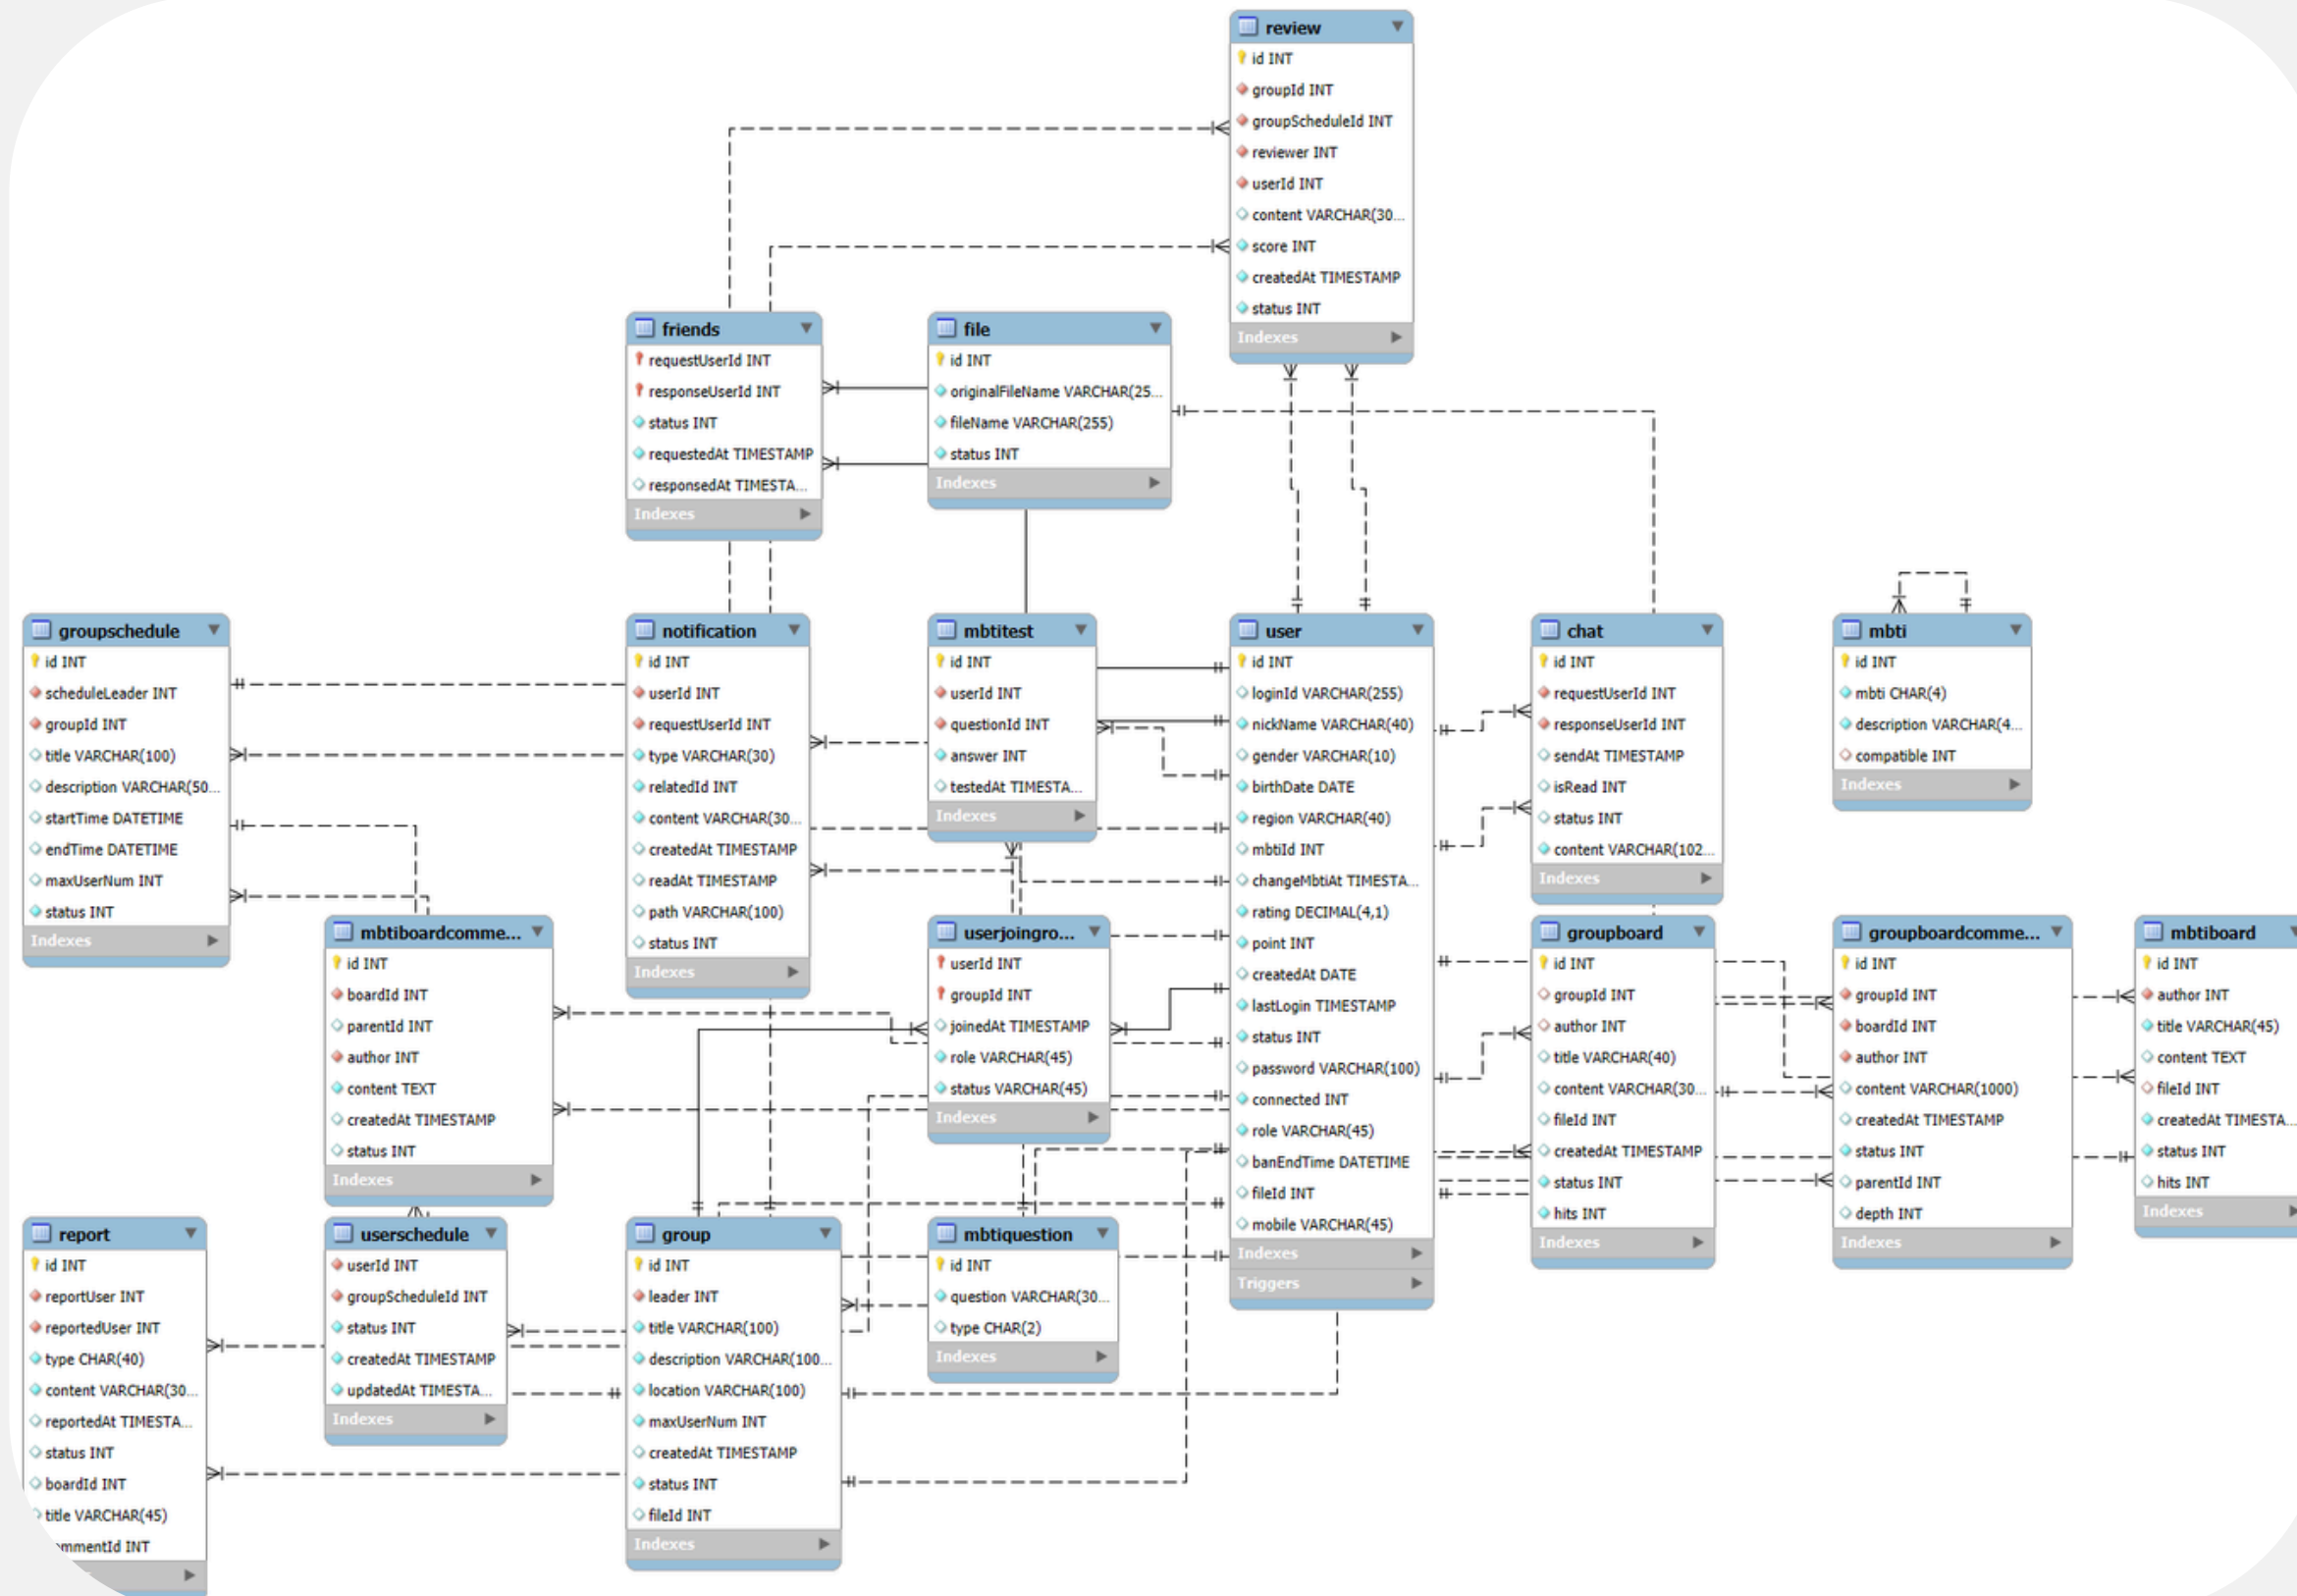 review
id INT
groupId INT
groupScheduleId INT
reviewer INT
userId INT
content VARCHAR(30...
score INT
createdAt TIMESTAMP
status INT
Indexes
friends
requestUserId INT
responseUserId INT
status INT
requestedAt TIMESTAMP
responsedAt TIMESTA...
Indexes
file
id INT
originalFileName VARCHAR(25...
fileName VARCHAR(255)
status INT
Indexes
groupschedule
id INT
scheduleLeader INT
groupId INT
title VARCHAR(100)
description VARCHAR(50...
startTime DATETIME
endTime DATETIME
maxUserNum INT
status INT
Indexes
notification
id INT
userId INT
requestUserId INT
type VARCHAR(30)
relatedId INT
content VARCHAR(30...
createdAt TIMESTAMP
readAt TIMESTAMP
path VARCHAR(100)
status INT
Indexes
mbtitest
id INT
userId INT
questionId INT
answer INT
testedAt TIMESTA...
Indexes
user
id INT
loginId VARCHAR(255)
nickName VARCHAR(40)
gender VARCHAR(10)
birthDate DATE
region VARCHAR(40)
mbtiId INT
changeMbtiAt TIMESTA...
rating DECIMAL(4,1)
point INT
createdAt DATE
lastLogin TIMESTAMP
status INT
password VARCHAR(100)
connected INT
role VARCHAR(45)
banEndTime DATETIME
fileId INT
mobile VARCHAR(45)
Indexes
Triggers
chat
id INT
requestUserId INT
responseUserId INT
sendAt TIMESTAMP
isRead INT
status INT
content VARCHAR(102...
Indexes
mbti
id INT
mbti CHAR(4)
description VARCHAR(4...
compatible INT
Indexes
mbtiboardcomme...
id INT
boardId INT
parentId INT
author INT
content TEXT
createdAt TIMESTAMP
status INT
Indexes
userjoingro...
userId INT
groupId INT
joinedAt TIMESTAMP
role VARCHAR(45)
status VARCHAR(45)
Indexes
groupboard
id INT
groupId INT
author INT
title VARCHAR(40)
content VARCHAR(30...
fileId INT
createdAt TIMESTAMP
status INT
hits INT
Indexes
groupboardcomme...
id INT
groupId INT
boardId INT
author INT
content VARCHAR(1000)
createdAt TIMESTAMP
status INT
parentId INT
depth INT
Indexes
mbtiboard
id INT
author INT
title VARCHAR(45)
content TEXT
fileId INT
createdAt TIMESTA...
status INT
hits INT
Indexes
report
id INT
reportUser INT
reportedUser INT
type CHAR(40)
content VARCHAR(30...
reportedAt TIMESTA...
status INT
boardId INT
title VARCHAR(45)
INT
userschedule
userId INT
groupScheduleId INT
status INT
createdAt TIMESTAMP
updatedAt TIMESTA...
Indexes
group
id INT
leader INT
title VARCHAR(100)
description VARCHAR(100...
location VARCHAR(100)
maxUserNum INT
createdAt TIMESTAMP
status INT
fileId INT
Indexes
mbtiquestion
id INT
question VARCHAR(30...
type CHAR(2)
Indexes